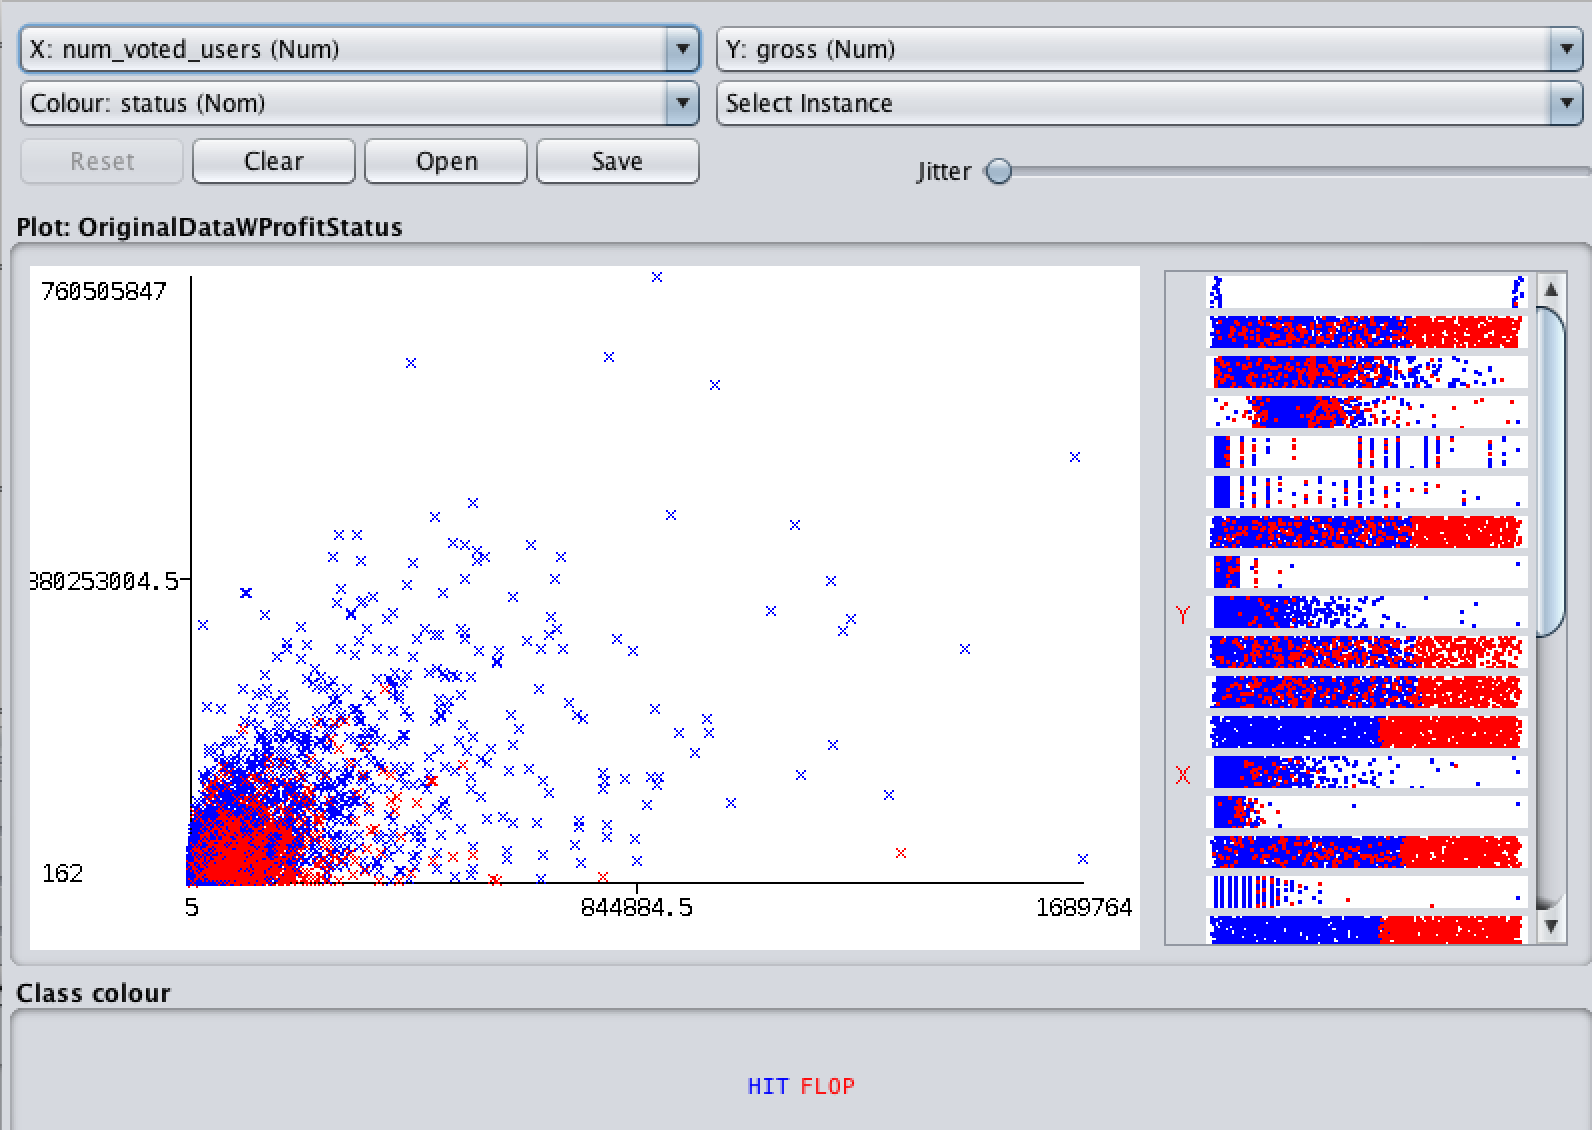 X: num_voted_users (Num) Y: gross (Num)
Colour: status (Nom) Select Instance
Reset Clear Open Save Jitter
Plot: OriginalDataWProfitStatus
760505847
380253004.5
162
5 844884.5 1689764
Y
X
Class colour
HIT FLOP